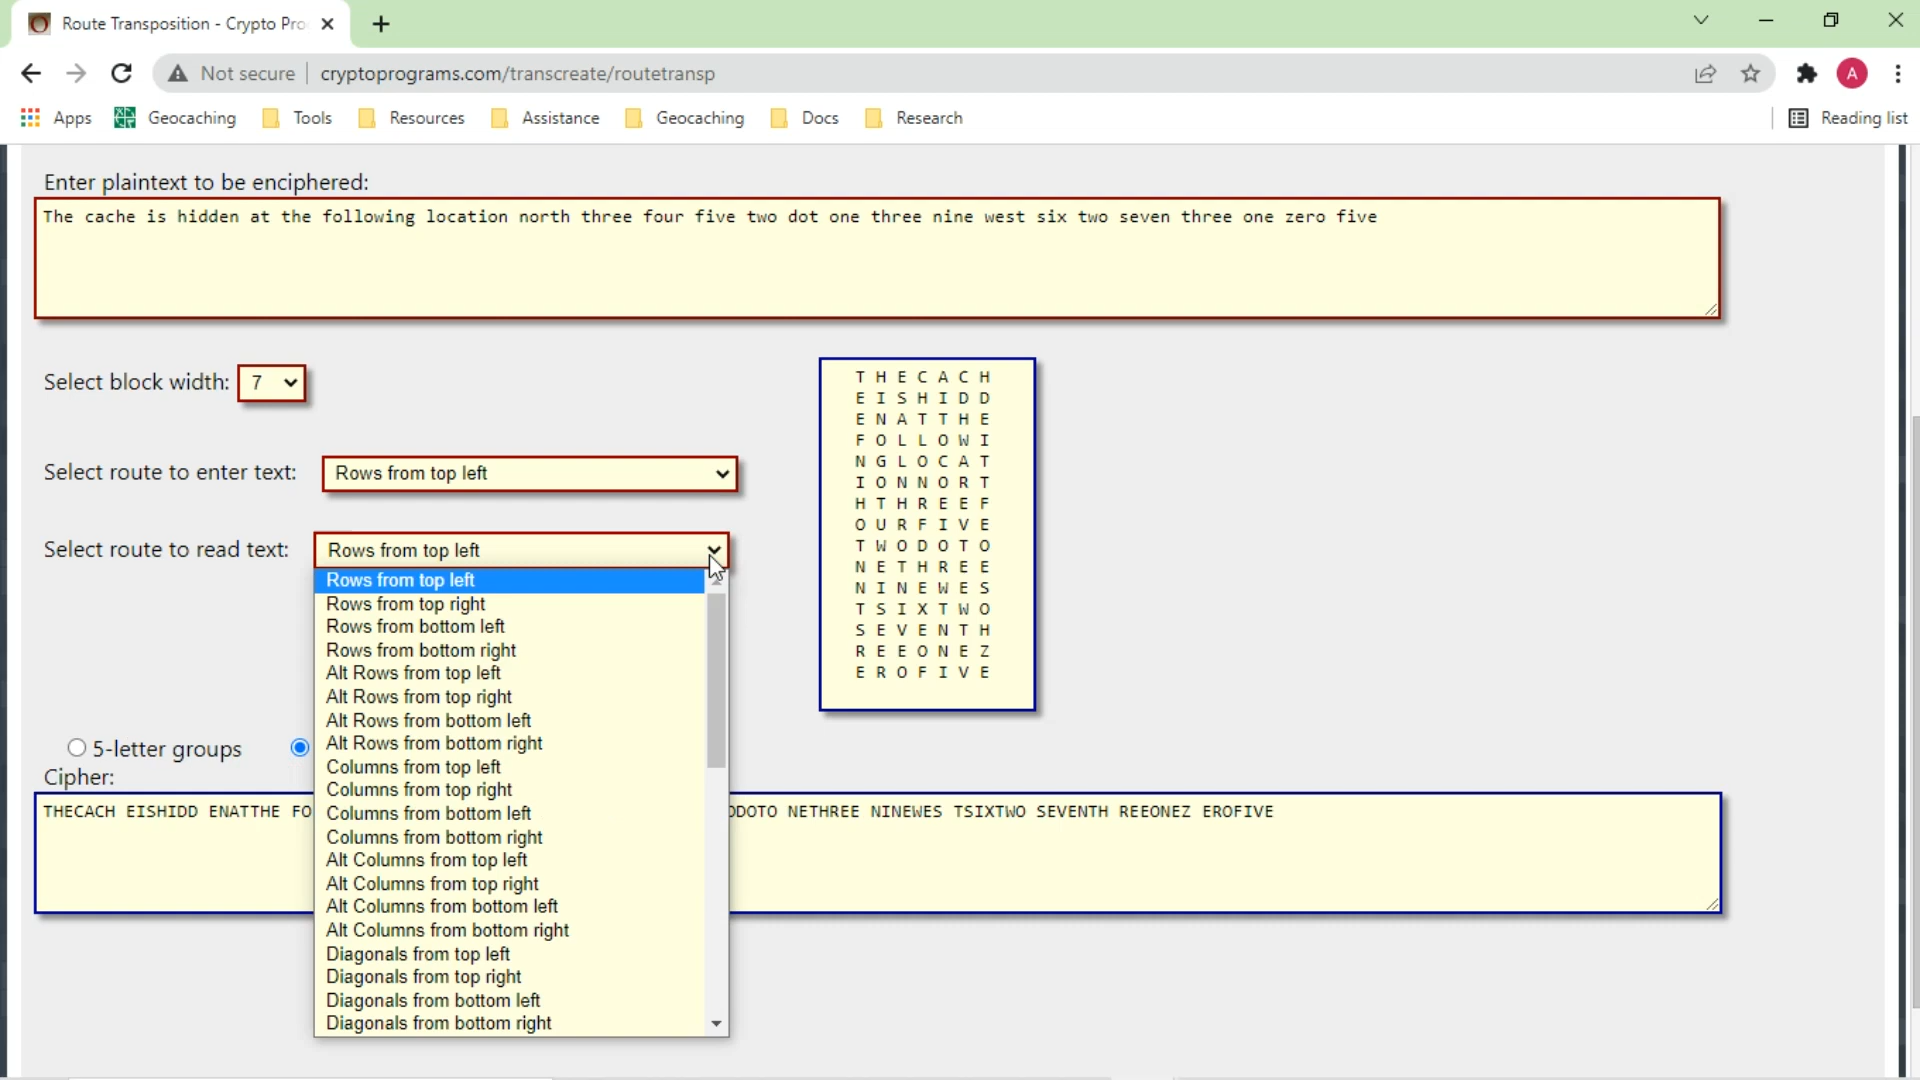 Route Transposition - Crypto Pro
Not secure
cryptoprograms.com/transcreate/routetransp
A
Apps
Geocaching
Tools
Resources
Assistance
Geocaching
Docs
Research
Reading list
Enter plaintext to be enciphered:
The cache is hidden at the following location north three four five two dot one three nine west six two seven three one zero five
Select block width: 7
Select route to enter text: Rows from top left
Select route to read text: Rows from top left
Rows from top left
Rows from top right
Rows from bottom left
Rows from bottom right
Alt Rows from top left
Alt Rows from top right
Alt Rows from bottom left
Alt Rows from bottom right
Columns from top left
Columns from top right
Columns from bottom left
Columns from bottom right
Alt Columns from top left
Alt Columns from top right
Alt Columns from bottom left
Alt Columns from bottom right
Diagonals from top left
Diagonals from top right
Diagonals from bottom left
Diagonals from bottom right
T H E C A C H
E I S H I D D
E N A T T H E
F O L L O W I
N G L O C A T
I O N N O R T
H T H R E E F
O U R F I V E
T W O D O T O
N E T H R E E
N I N E W E S
T S I X T W O
S E V E N T H
R E E O N E Z
E R O F I V E
5-letter groups
Cipher:
THECACH EISHIDD ENATTHE FO DOTO NETHREE NINEWES TSIXTWO SEVENTH REEONEZ EROFIVE